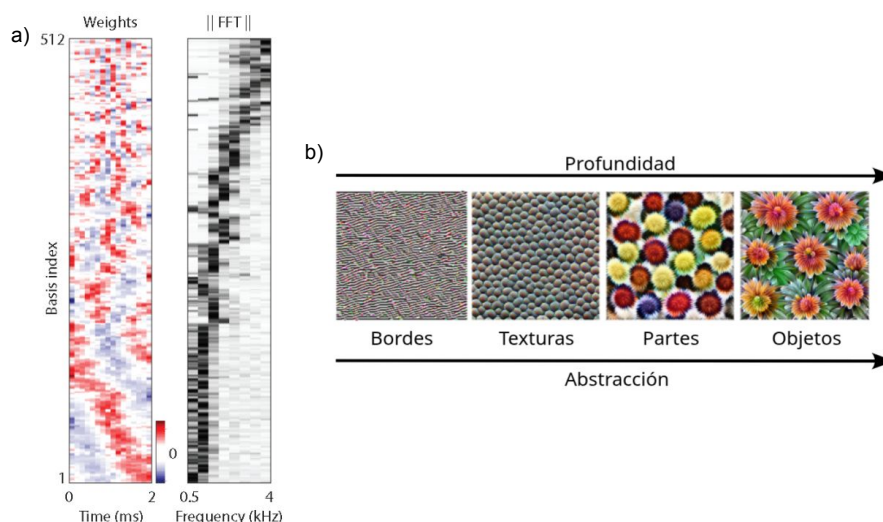 a)
Weights
|| FFT ||
512
Basis index
1
0
0
2
Time (ms)
0.5
4
Frequency (kHz)
b)
Profundidad
Bordes
Texturas
Partes
Objetos
Abstracción